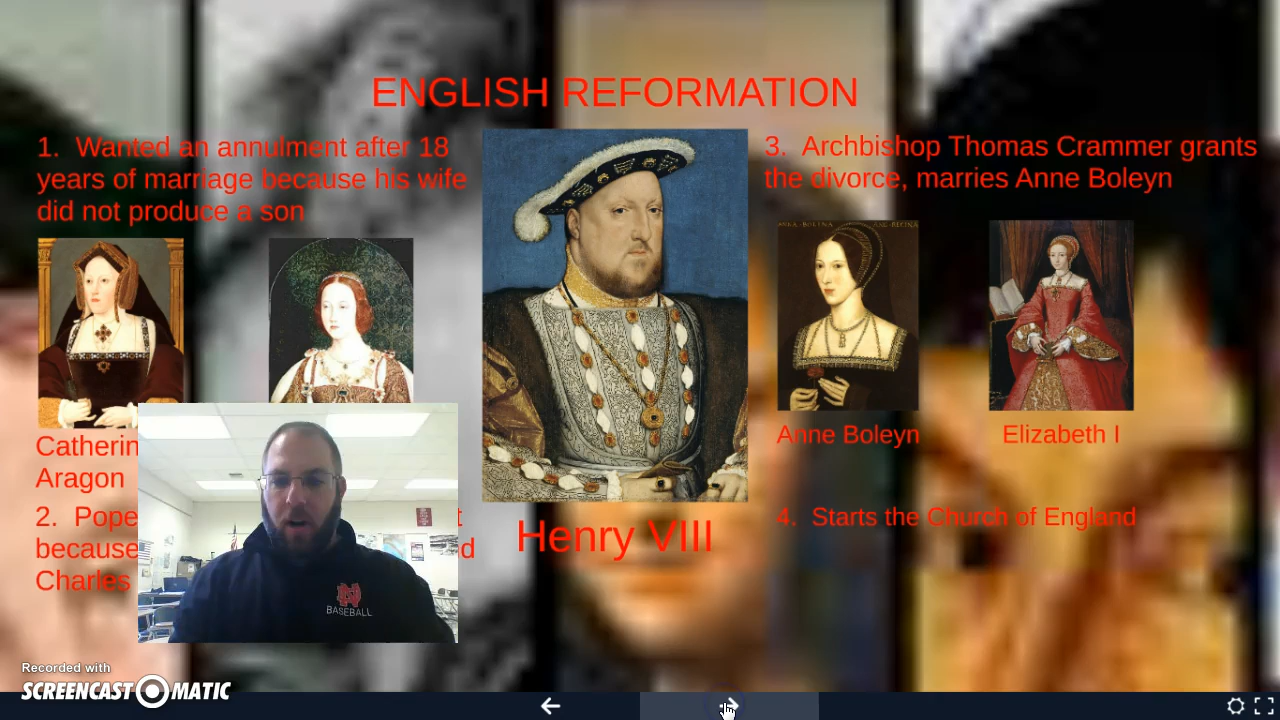 ENGLISH REFORMATION
1. Wanted an annulment after 18
years of marriage because his wife
did not produce a son
3. Archbishop Thomas Crammer grants
the divorce, marries Anne Boleyn
Catherin
Aragon
Anne Boleyn
Elizabeth I
2. Pope
because
Charles
Henry VIII
4. Starts the Church of England
BASEBALL
Recorded with
SCREENCAST-O-MATIC